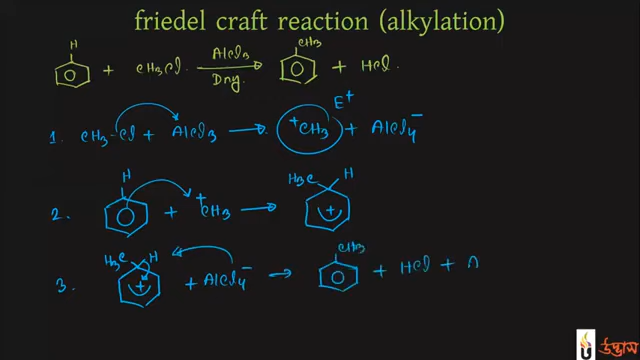 friedel craft reaction (alkylation)
H + CH₃Cl AlCl₃ Dry CH₃ + HCl.
1. CH₃-Cl + AlCl₃ → ⁺CH₃ E⁺ + AlCl₄⁻
2. H + ⁺CH₃ → H₃C H +
3. H₃C H + + AlCl₄⁻ → CH₃ + HCl + A
উদ্ভাস